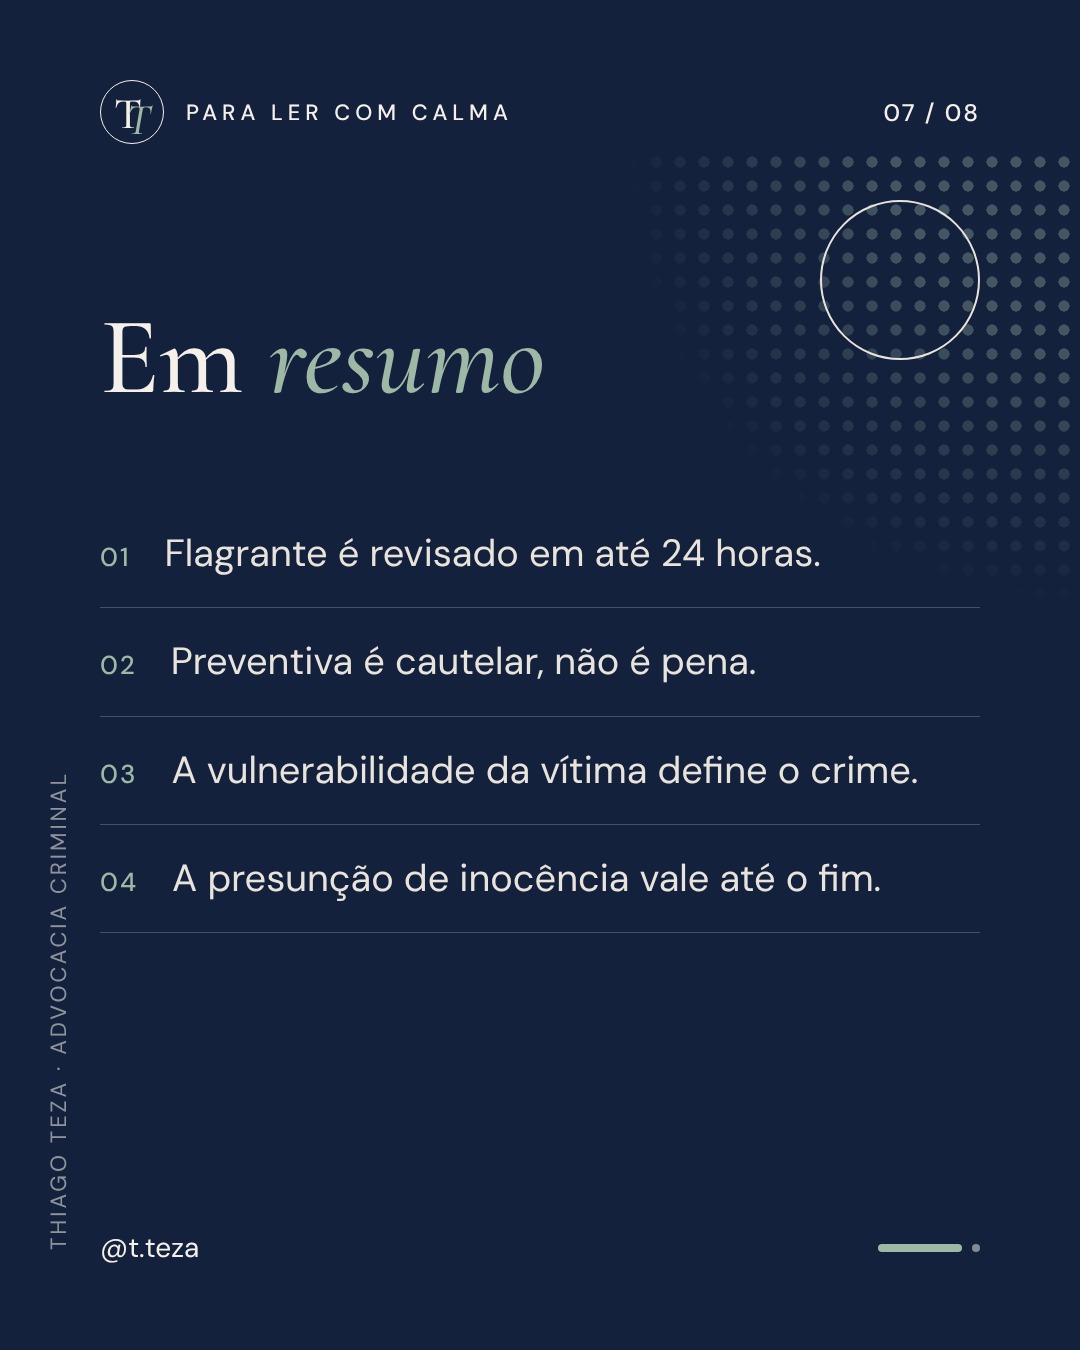 TT PARA LER COM CALMA
07 / 08
Em resumo
01 Flagrante é revisado em até 24 horas.
02 Preventiva é cautelar, não é pena.
03 A vulnerabilidade da vítima define o crime.
04 A presunção de inocência vale até o fim.
THIAGO TEZA · ADVOCACIA CRIMINAL
@t.teza